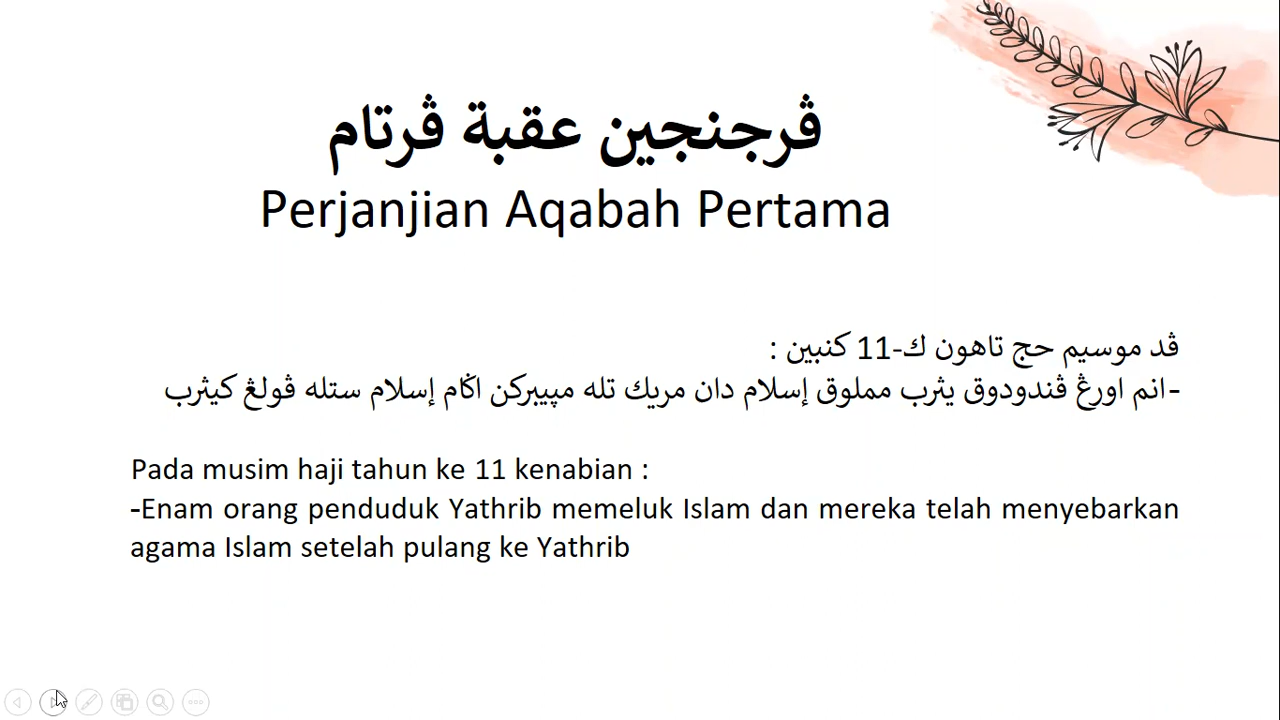 ڤرجنجين عقبة ڤرتام
Perjanjian Aqabah Pertama
ڤد موسيم حج تاهون ك-11 كنبين :
-انم اورڠ ڤندودوق يثرب مملوق إسلام دان مريك تله مڽيبركن اݢام إسلام ستله ڤولڠ كيثرب
Pada musim haji tahun ke 11 kenabian :
-Enam orang penduduk Yathrib memeluk Islam dan mereka telah menyebarkan
agama Islam setelah pulang ke Yathrib